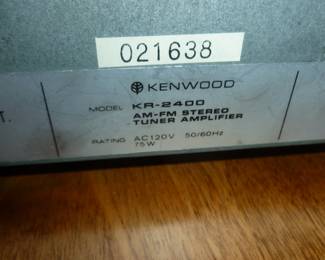 021638
KENWOOD
MODEL KR-2400
AM-FM STEREO
TUNER AMPLIFIER
T.
RATING AC120V 50/60Hz
75W